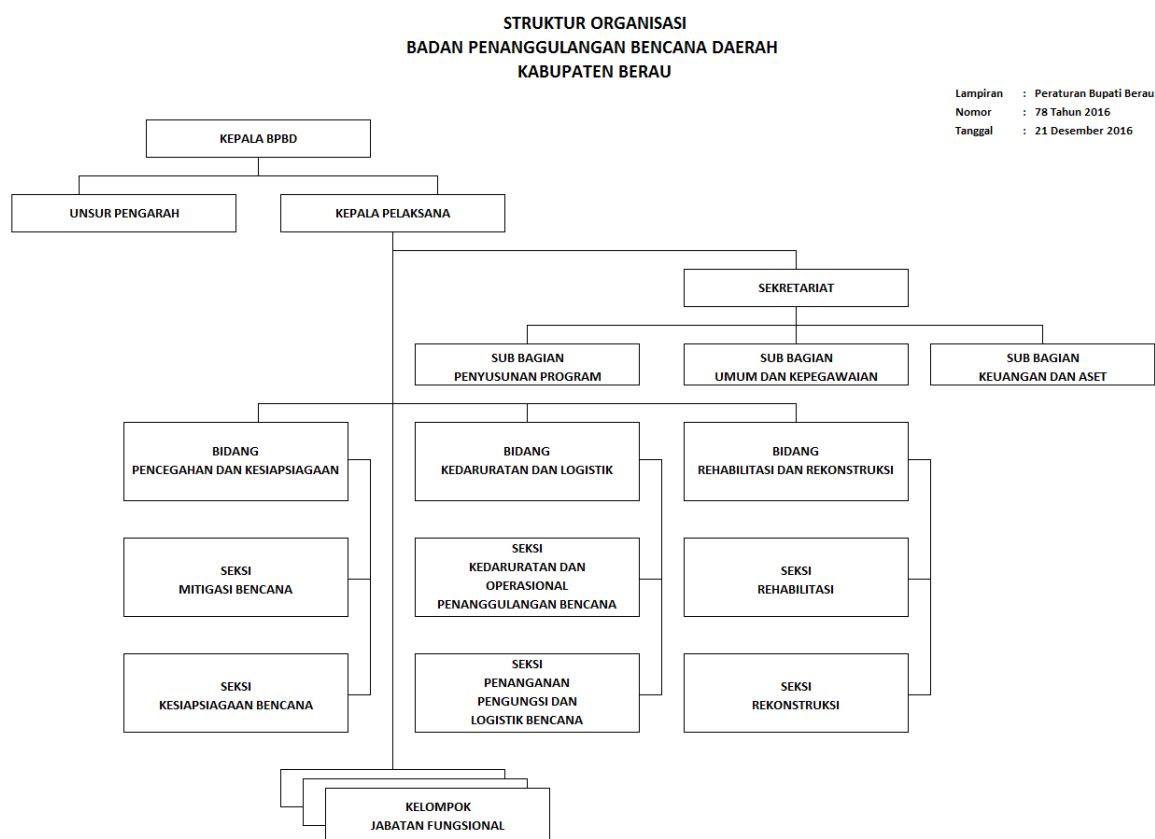 STRUKTUR ORGANISASI
BADAN PENANGGULANGAN BENCANA DAERAH
KABUPATEN BERAU
Lampiran : Peraturan Bupati Berau
Nomor : 78 Tahun 2016
Tanggal : 21 Desember 2016
KEPALA BPBD
UNSUR PENGARAH
KEPALA PELAKSANA
SEKRETARIAT
SUB BAGIAN
PENYUSUNAN PROGRAM
SUB BAGIAN
UMUM DAN KEPEGAWAIAN
SUB BAGIAN
KEUANGAN DAN ASET
BIDANG
PENCEGAHAN DAN KESIAPSIAGAAN
BIDANG
KEDARURATAN DAN LOGISTIK
BIDANG
REHABILITASI DAN REKONSTRUKSI
SEKSI
MITIGASI BENCANA
SEKSI
KEDARURATAN DAN
OPERASIONAL
PENANGGULANGAN BENCANA
SEKSI
REHABILITASI
SEKSI
KESIAPSIAGAAN BENCANA
SEKSI
PENANGANAN
PENGUNGSI DAN
LOGISTIK BENCANA
SEKSI
REKONSTRUKSI
KELOMPOK
JABATAN FUNGSIONAL